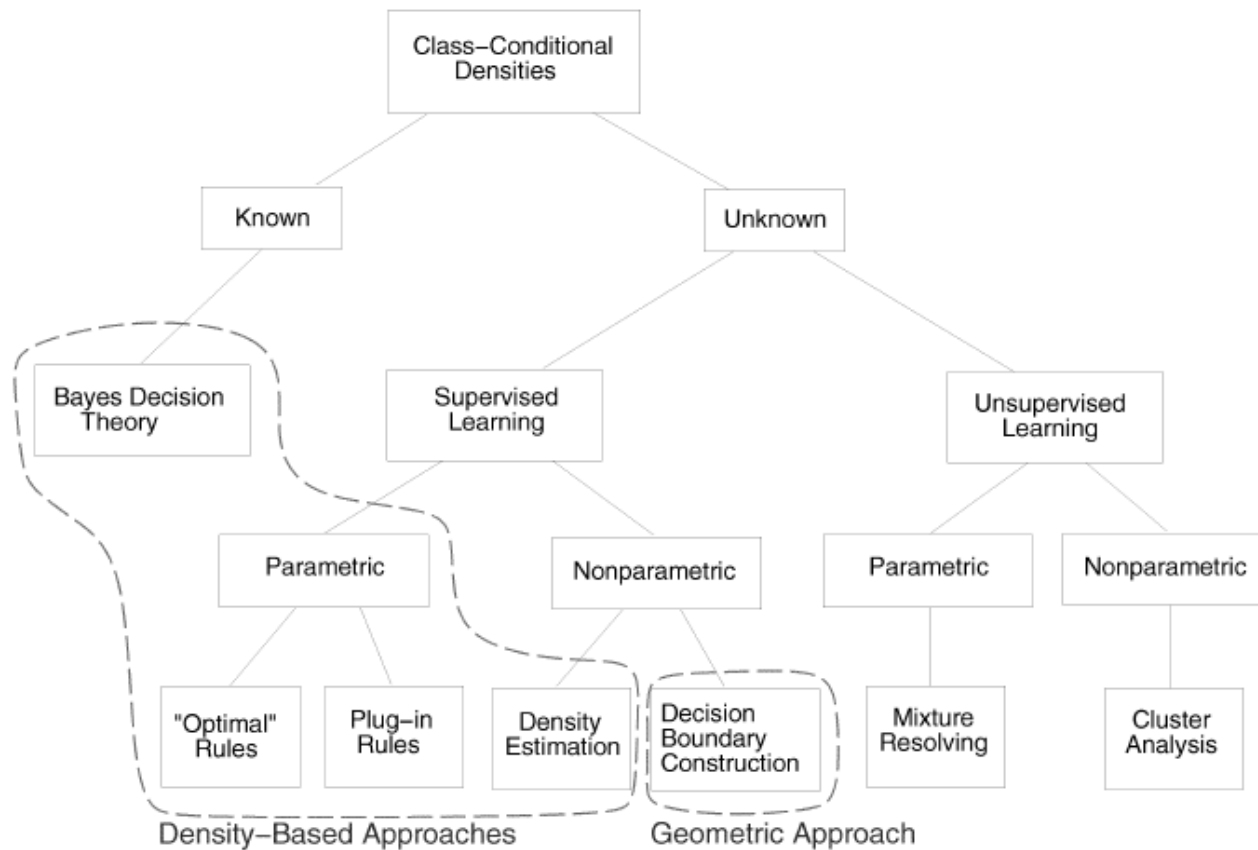 Class–Conditional
Densities
Known
Unknown
Bayes Decision
Theory
Supervised
Learning
Unsupervised
Learning
Parametric
Nonparametric
Parametric
Nonparametric
"Optimal"
Rules
Plug–in
Rules
Density
Estimation
Decision
Boundary
Construction
Mixture
Resolving
Cluster
Analysis
Density–Based Approaches
Geometric Approach